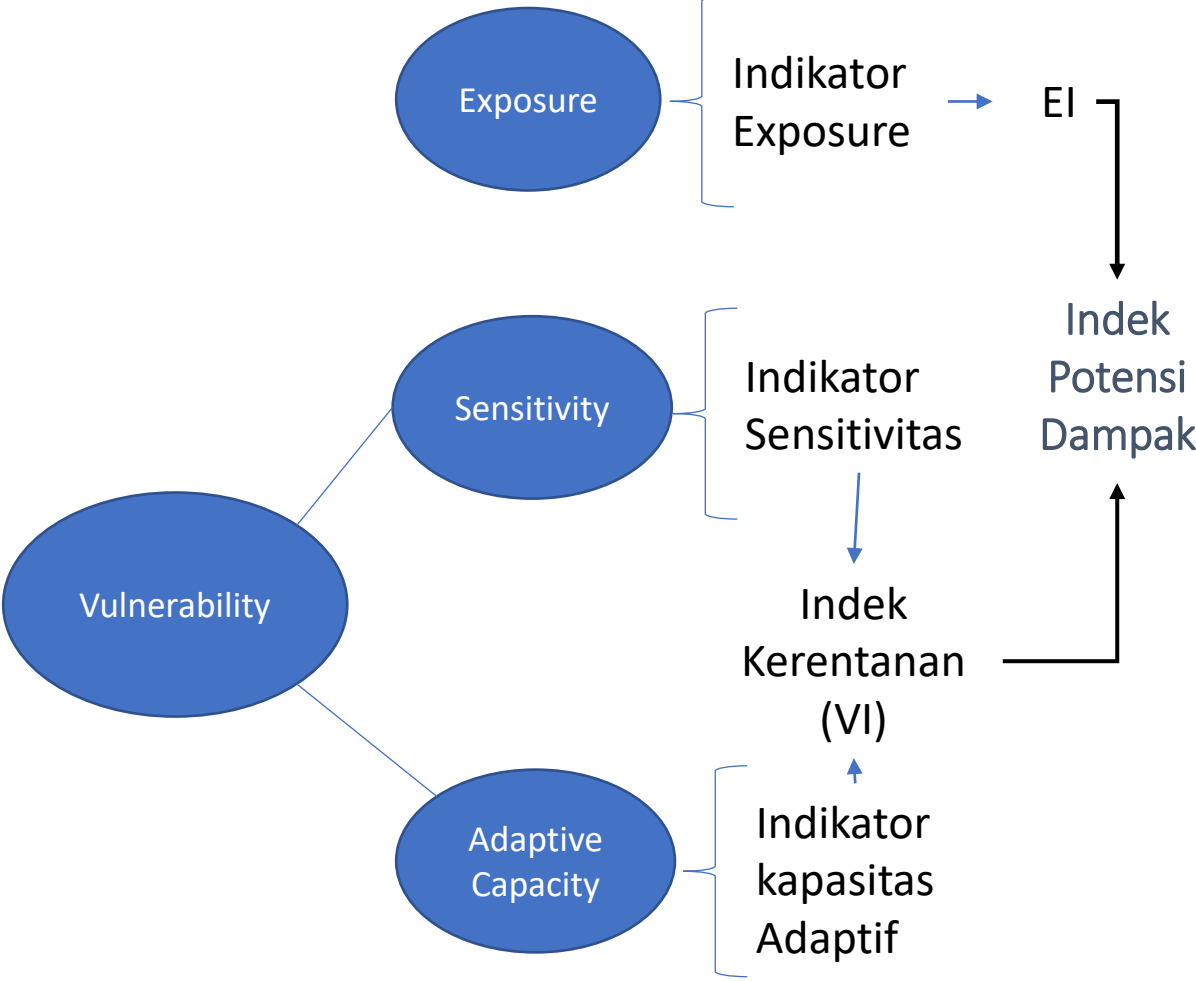 Exposure
Indikator
Exposure
EI
Indek
Potensi
Dampak
Sensitivity
Indikator
Sensitivitas
Vulnerability
Indek
Kerentanan
(VI)
Adaptive
Capacity
Indikator
kapasitas
Adaptif